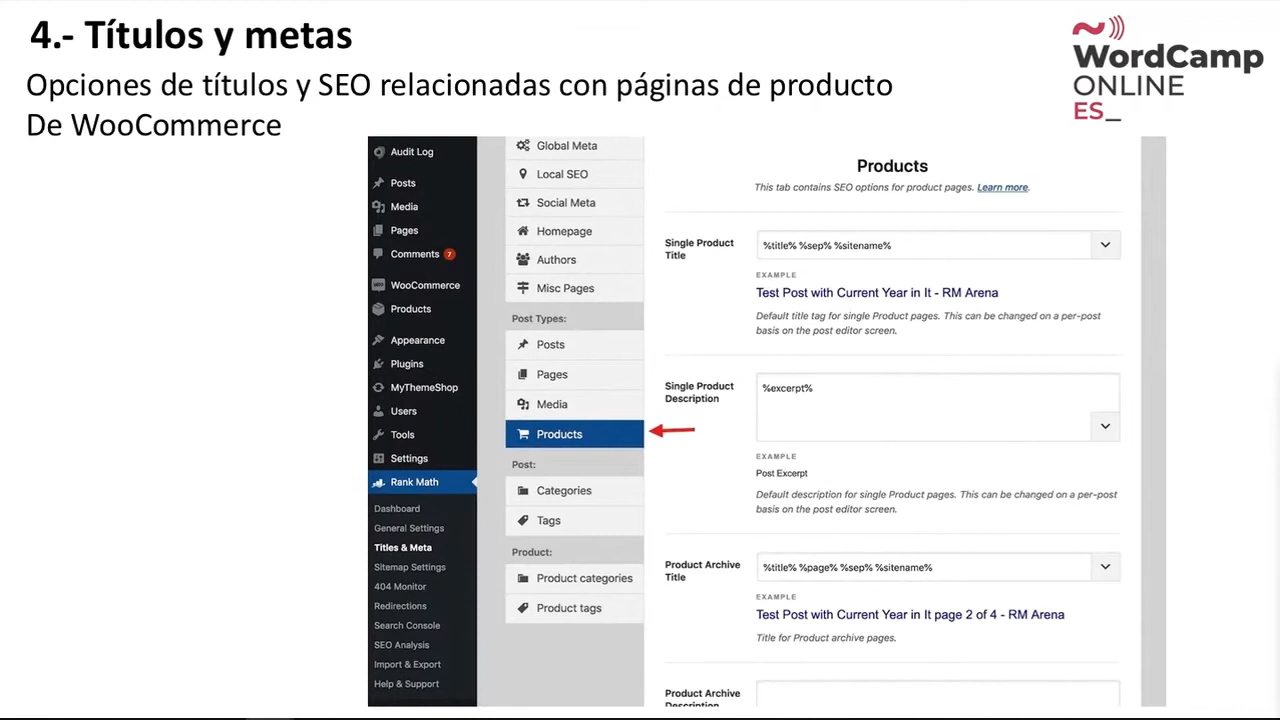 4.- Títulos y metas
Opciones de títulos y SEO relacionadas con páginas de producto
De WooCommerce
WordCamp
ONLINE
ES_
Audit Log
Posts
Media
Pages
Comments 7
WooCommerce
Products
Appearance
Plugins
MyThemeShop
Users
Tools
Settings
Rank Math
Dashboard
General Settings
Titles & Meta
Sitemap Settings
404 Monitor
Redirections
Search Console
SEO Analysis
Import & Export
Help & Support
Global Meta
Local SEO
Social Meta
Homepage
Authors
Misc Pages
Post Types:
Posts
Pages
Media
Products
Post:
Categories
Tags
Product:
Product categories
Product tags
Products
This tab contains SEO options for product pages. Learn more.
Single Product
Title
%title% %sep% %sitename%
EXAMPLE
Test Post with Current Year in It - RM Arena
Default title tag for single Product pages. This can be changed on a per-post
basis on the post editor screen.
Single Product
Description
%excerpt%
EXAMPLE
Post Excerpt
Default description for single Product pages. This can be changed on a per-post
basis on the post editor screen.
Product Archive
Title
%title% %page% %sep% %sitename%
EXAMPLE
Test Post with Current Year in It page 2 of 4 - RM Arena
Title for Product archive pages.
Product Archive
Description